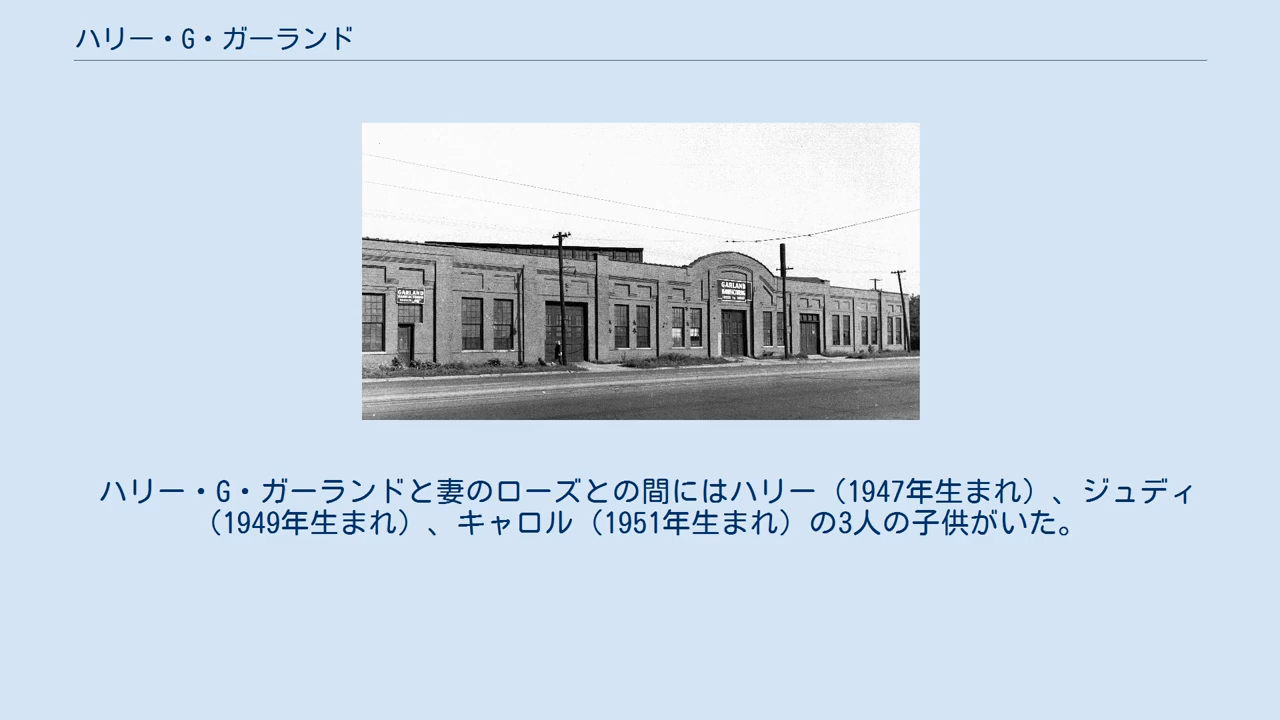 ハリー・G・ガーランド
GARLAND
MANUFACTURING
GARLAND
MANUFACTURING
ハリー・G・ガーランドと妻のローズとの間にはハリー（1947年生まれ）、ジュディ
（1949年生まれ）、キャロル（1951年生まれ）の3人の子供がいた。